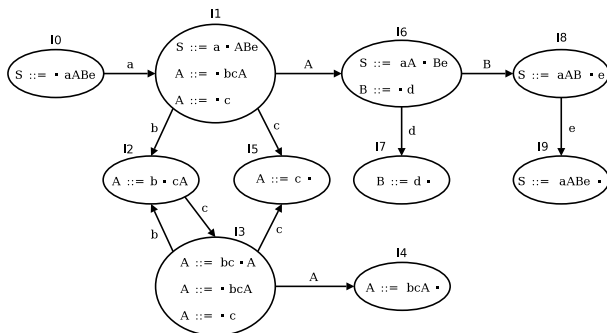 I0
S ::= ▪ aABe
a
I1
S ::= a ▪ ABe
A ::= ▪ bcA
A ::= ▪ c
A
I6
S ::= aA ▪ Be
B ::= ▪ d
B
I8
S ::= aAB ▪ e
b
c
d
e
I2
A ::= b ▪ cA
I5
A ::= c ▪
I7
B ::= d ▪
I9
S ::= aABe ▪
c
b
c
I3
A ::= bc ▪ A
A ::= ▪ bcA
A ::= ▪ c
A
I4
A ::= bcA ▪